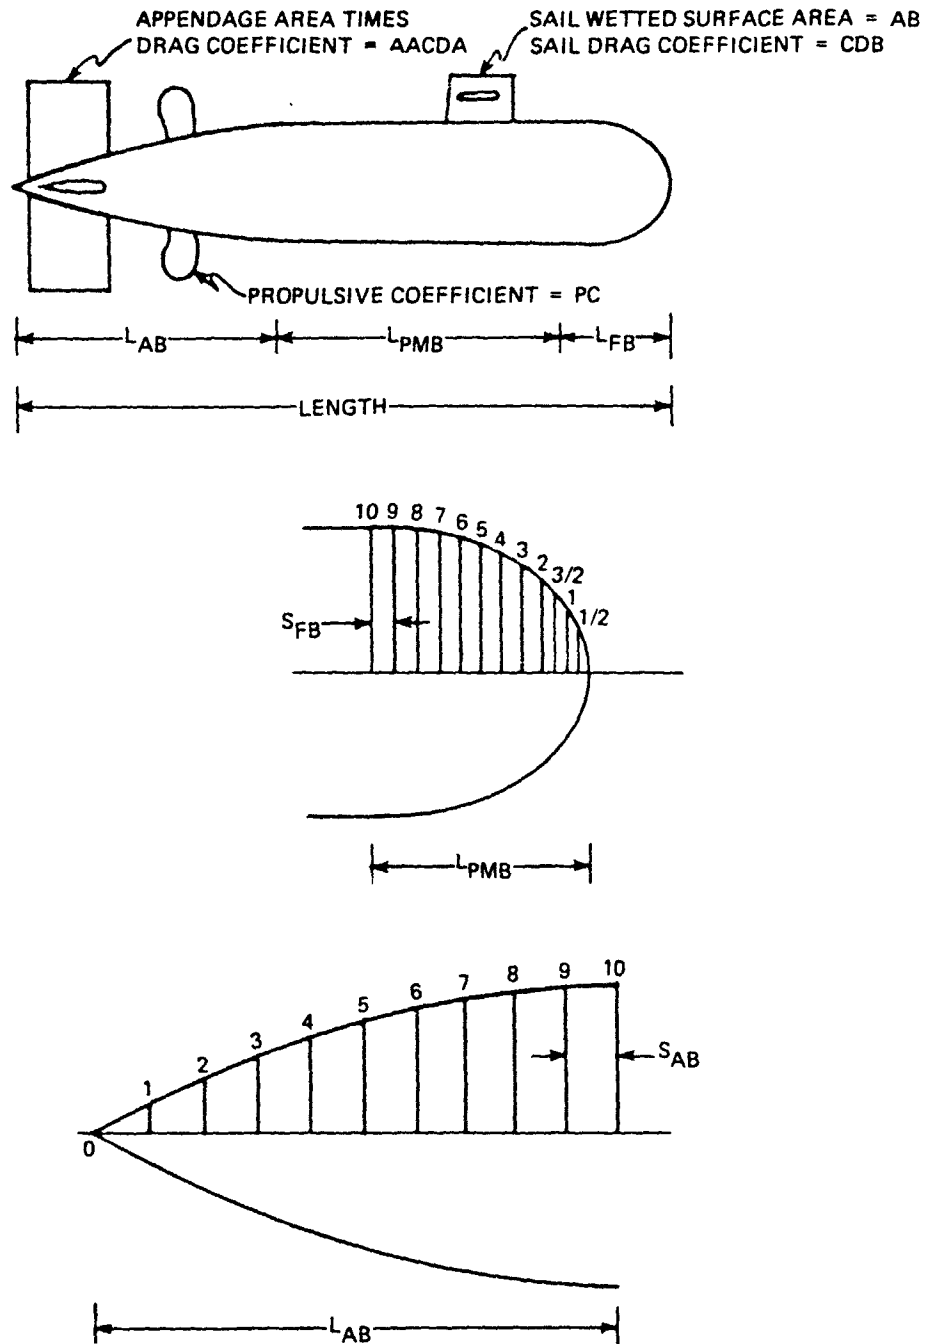 APPENDAGE AREA TIMES
DRAG COEFFICIENT = AACDA
SAIL WETTED SURFACE AREA = AB
SAIL DRAG COEFFICIENT = CDB
PROPULSIVE COEFFICIENT = PC
LAB
LPMB
LFB
LENGTH
10 9 8 7 6 5 4 3 2 3/2 1 1/2
SFB
LPMB
0 1 2 3 4 5 6 7 8 9 10
SAB
LAB